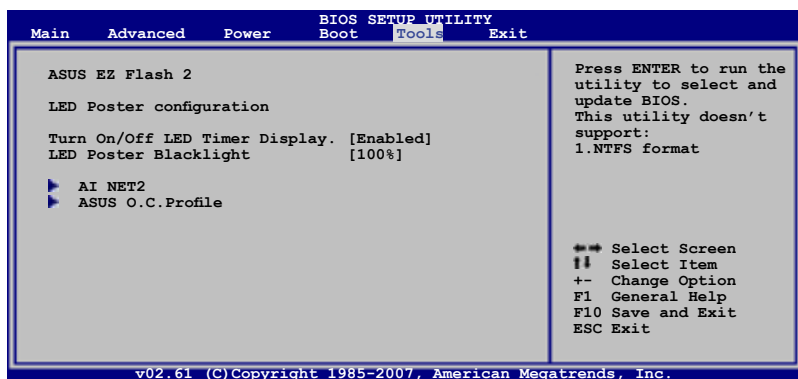 BIOS SETUP UTILITY
Main Advanced Power Boot Tools Exit
ASUS EZ Flash 2
LED Poster configuration
Turn On/Off LED Timer Display. [Enabled]
LED Poster Blacklight [100%]
AI NET2
ASUS O.C.Profile
Press ENTER to run the
utility to select and
update BIOS.
This utility doesn't
support:
1.NTFS format
Select Screen
Select Item
+- Change Option
F1 General Help
F10 Save and Exit
ESC Exit
v02.61 (C)Copyright 1985-2007, American Megatrends, Inc.